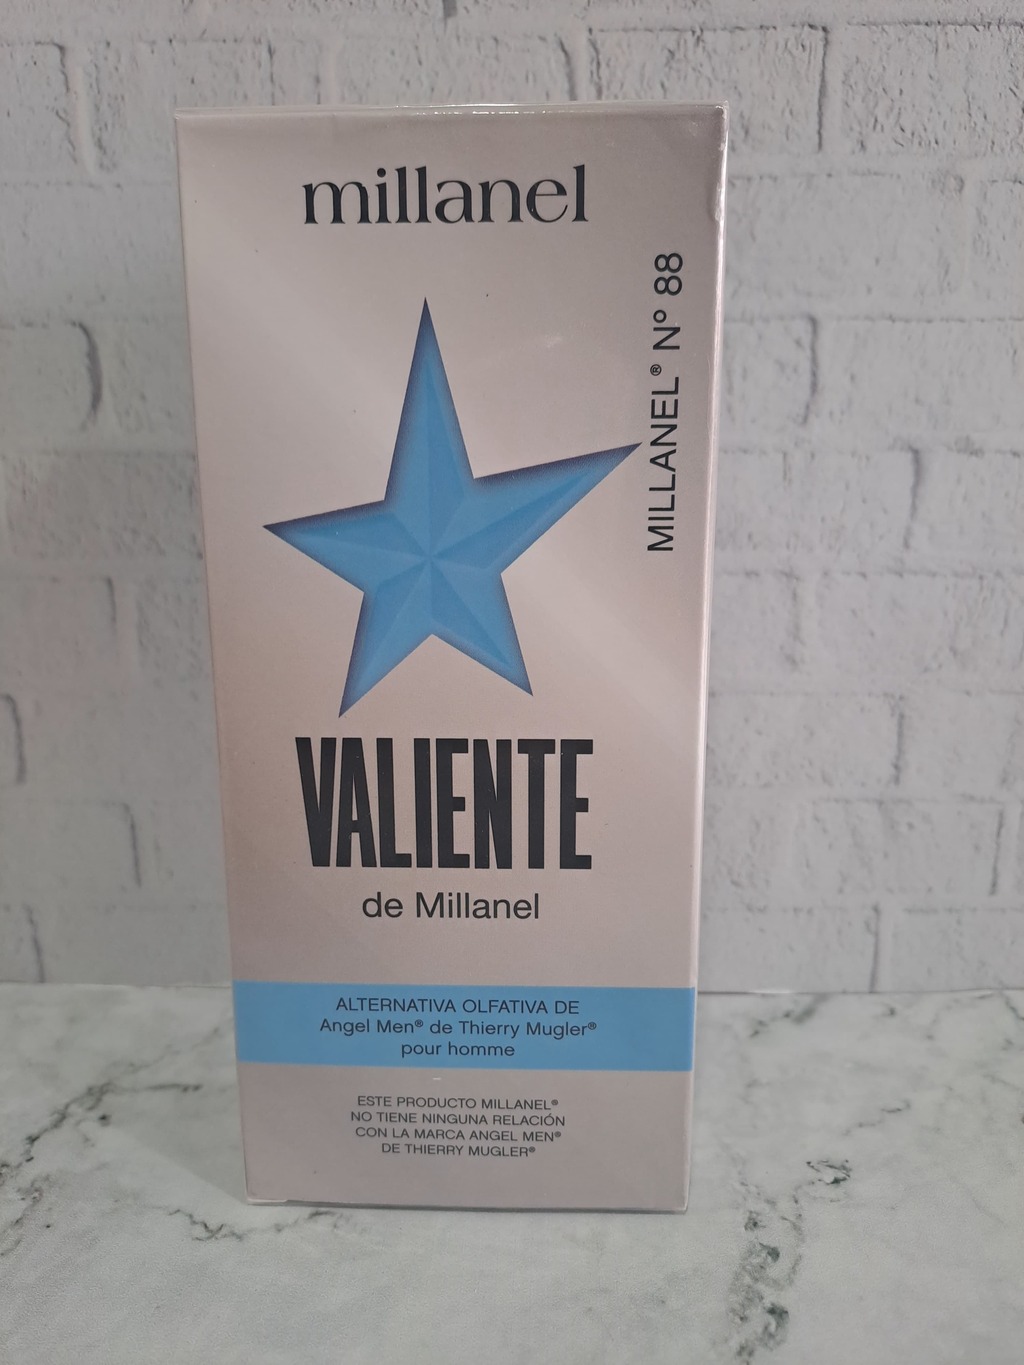 millanel
MILLANEL® N° 88
VALIENTE
de Millanel
ALTERNATIVA OLFATIVA DE
Angel Men® de Thierry Mugler®
pour homme
ESTE PRODUCTO MILLANEL®
NO TIENE NINGUNA RELACIÓN
CON LA MARCA ANGEL MEN®
DE THIERRY MUGLER®